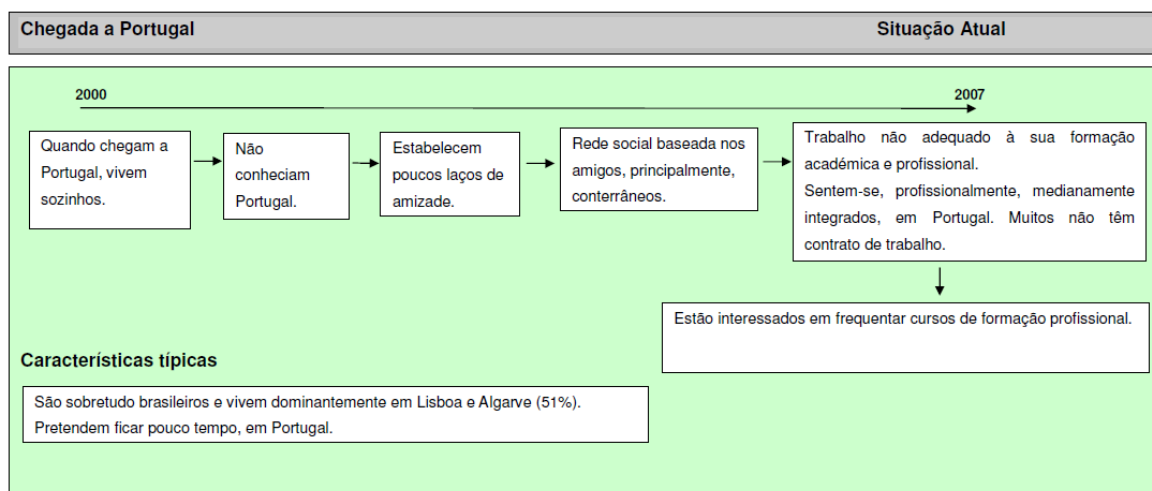 Chegada a Portugal
Situação Atual
2000
2007
Quando chegam a
Portugal, vivem
sozinhos.
Não
conheciam
Portugal.
Estabelecem
poucos laços de
amizade.
Rede social baseada nos
amigos, principalmente,
conterrâneos.
Trabalho não adequado à sua formação
académica e profissional.
Sentem-se, profissionalmente, medianamente
integrados, em Portugal. Muitos não têm
contrato de trabalho.
Estão interessados em frequentar cursos de formação profissional.
Características típicas
São sobretudo brasileiros e vivem dominantemente em Lisboa e Algarve (51%).
Pretendem ficar pouco tempo, em Portugal.